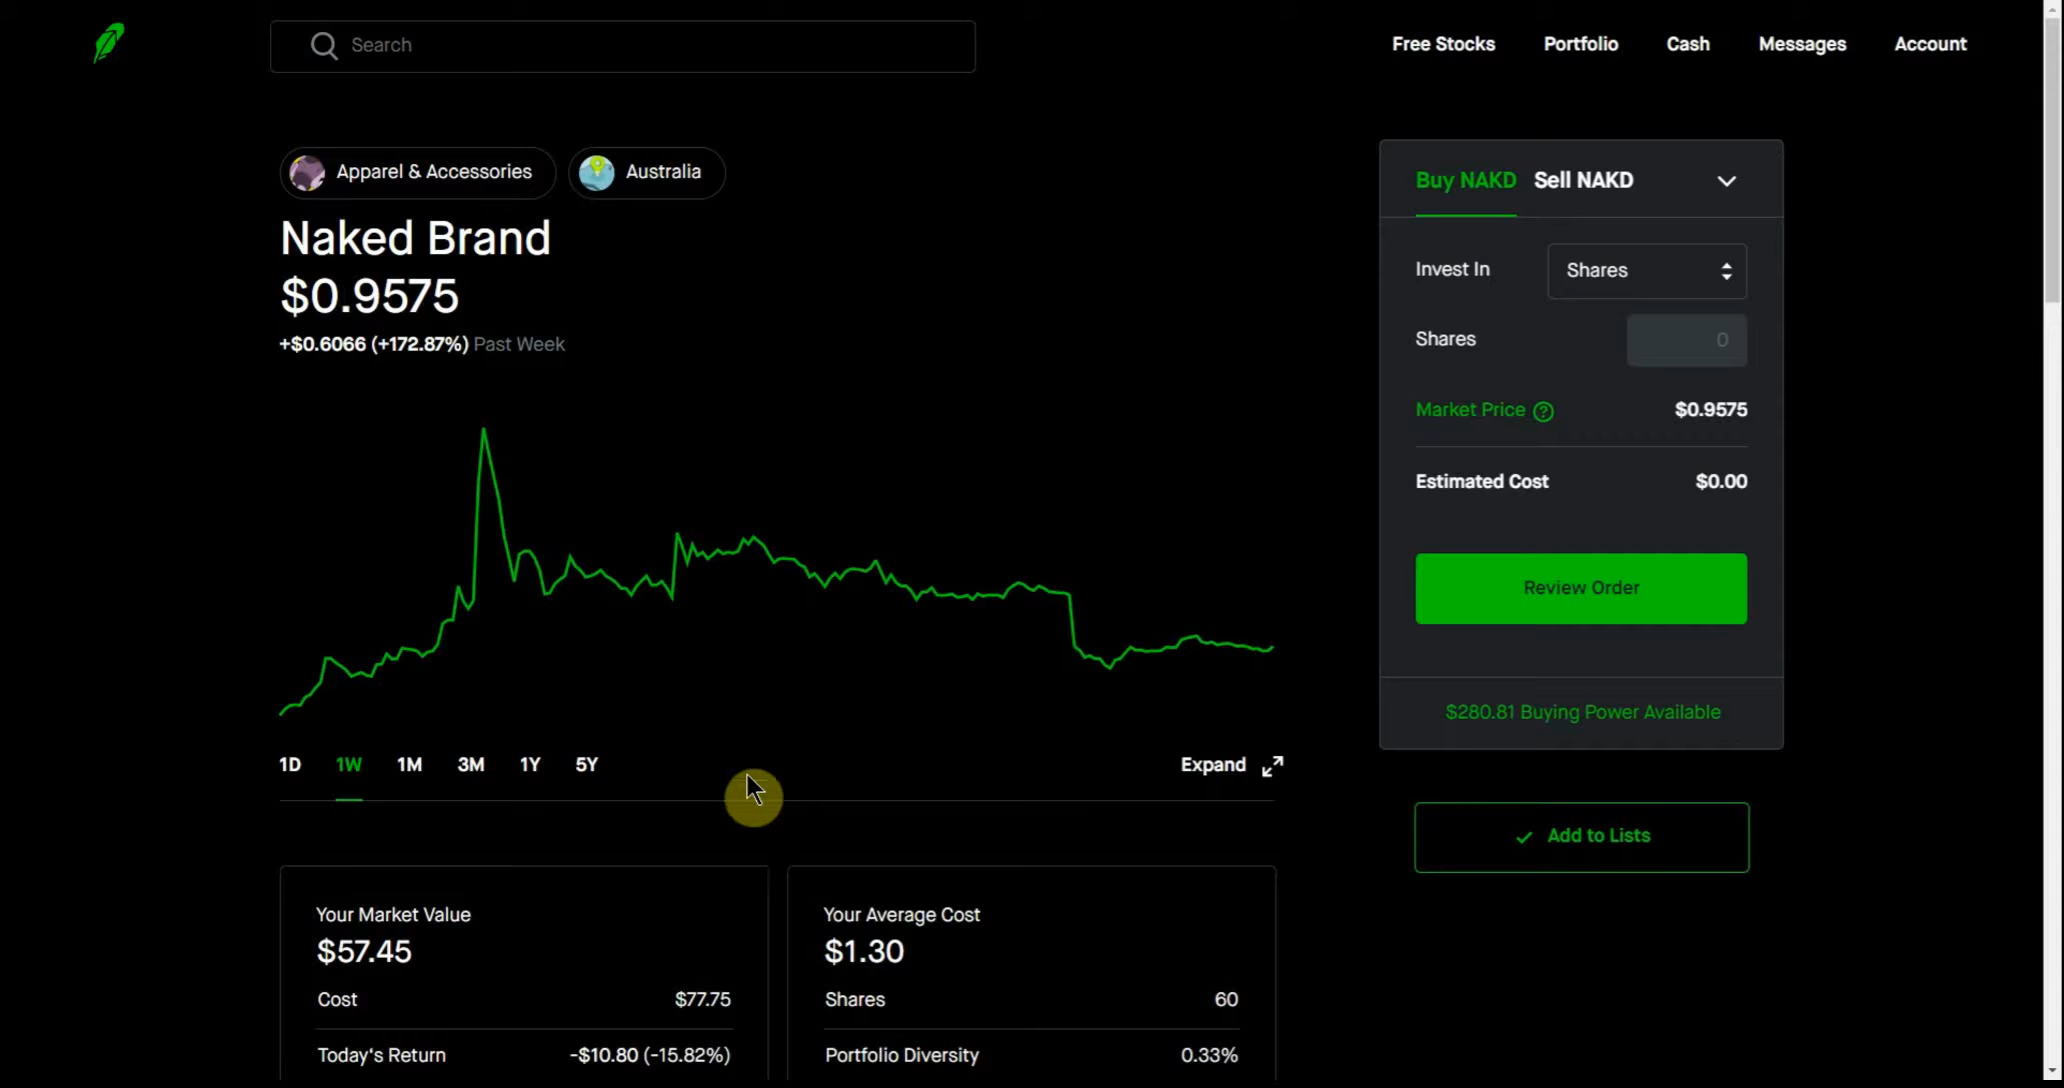 Search
Free Stocks Portfolio Cash Messages Account
Apparel & Accessories Australia
Naked Brand
$0.9575
+$0.6066 (+172.87%) Past Week
1D 1W 1M 3M 1Y 5Y Expand
Buy NAKD Sell NAKD
Invest In Shares
Shares 0
Market Price ? $0.9575
Estimated Cost $0.00
Review Order
$280.81 Buying Power Available
Add to Lists
Your Market Value
$57.45
Cost $77.75
Today's Return -$10.80 (-15.82%)
Your Average Cost
$1.30
Shares 60
Portfolio Diversity 0.33%